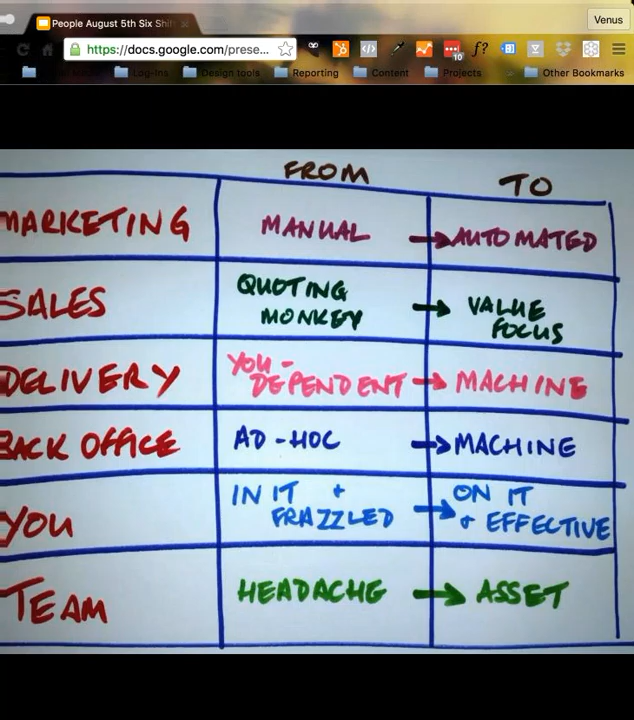 People August 5th Six Shif
Venus
https://docs.google.com/prese...
10
f?
Log-Ins Design tools Reporting Content Projects » Other Bookmarks
FROM TO
MARKETING MANUAL → AUTOMATED
SALES QUOTING MONKEY → VALUE FOCUS
DELIVERY YOU-DEPENDENT → MACHINE
BACK OFFICE AD-HOC → MACHINE
YOU IN IT + FRAZZLED → ON IT + EFFECTIVE
TEAM HEADACHE → ASSET